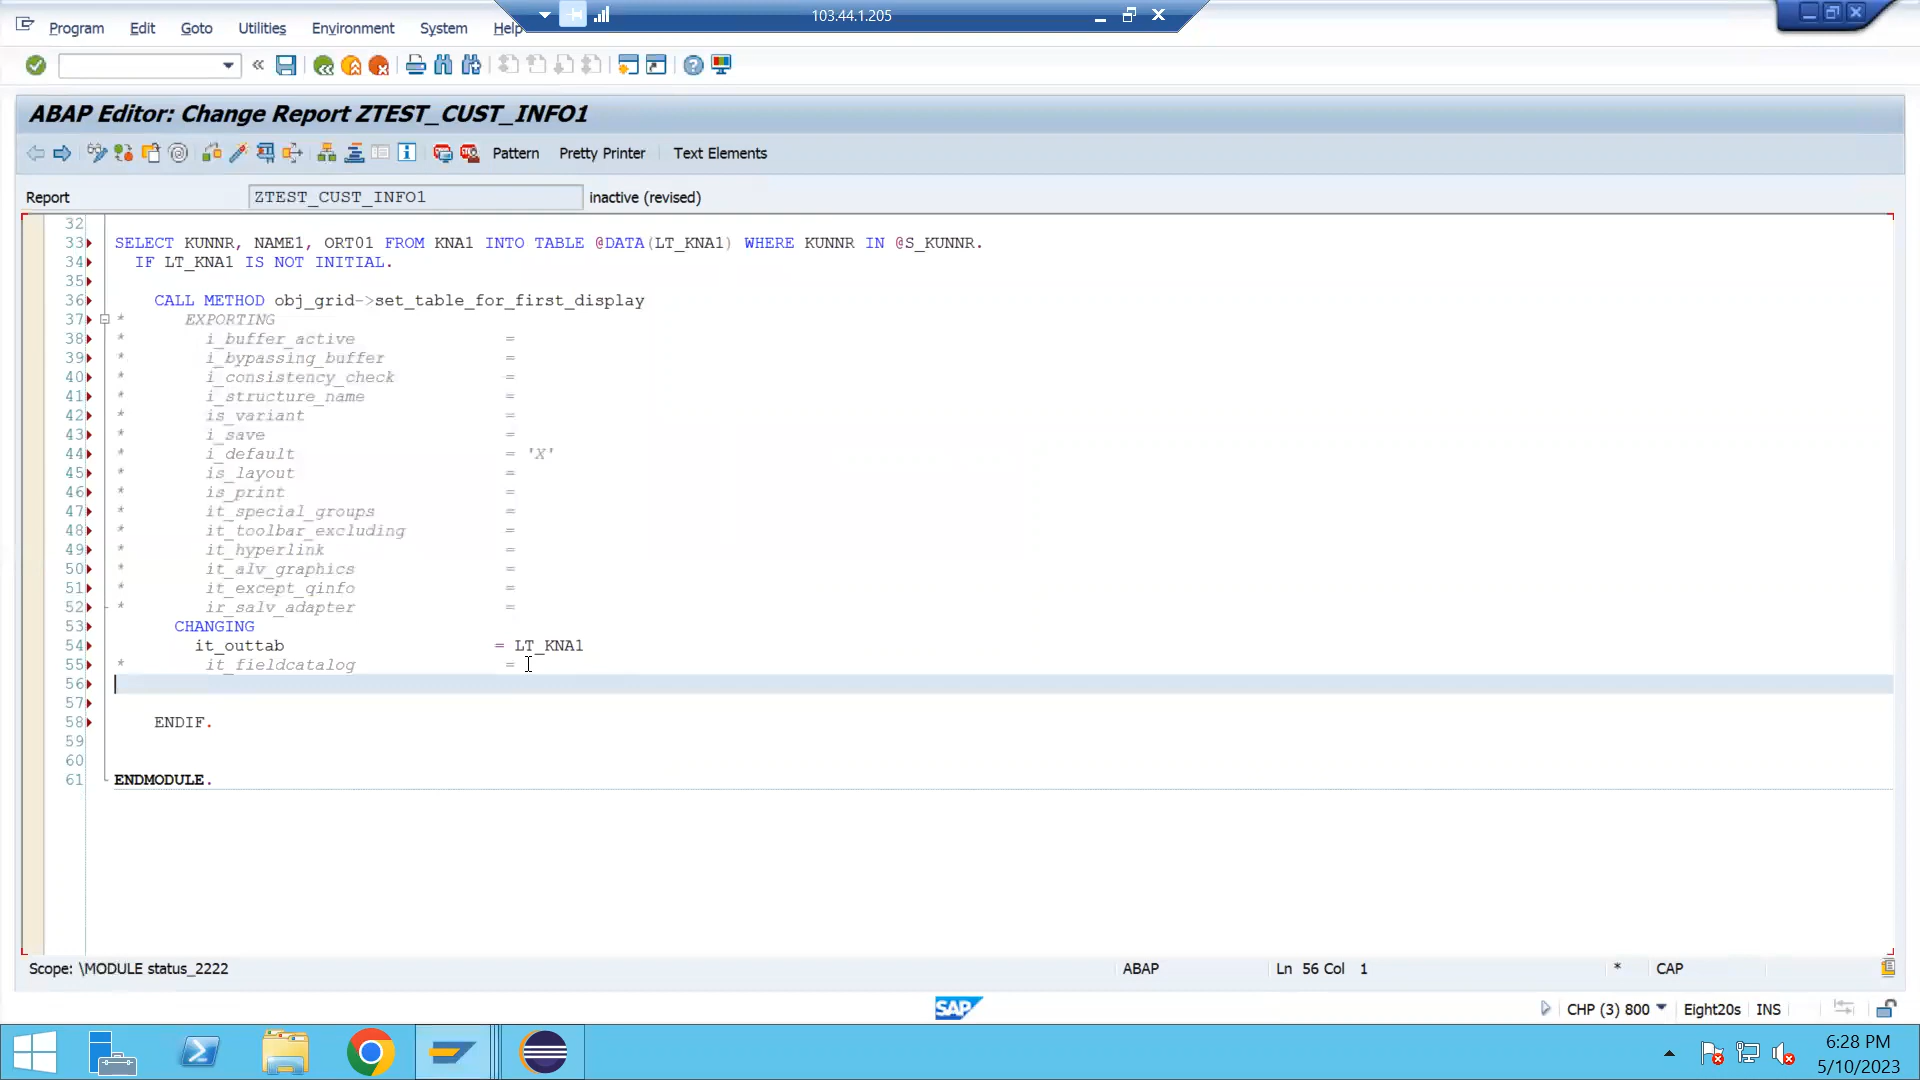 103.44.1.205
Program Edit Goto Utilities Environment System Help
ABAP Editor: Change Report ZTEST_CUST_INFO1
Pattern Pretty Printer Text Elements
Report ZTEST_CUST_INFO1 inactive (revised)
32
33 SELECT KUNNR, NAME1, ORT01 FROM KNA1 INTO TABLE @DATA(LT_KNA1) WHERE KUNNR IN @S_KUNNR.
34 IF LT_KNA1 IS NOT INITIAL.
35
36 CALL METHOD obj_grid->set_table_for_first_display
37 * EXPORTING
38 * i_buffer_active =
39 * i_bypassing_buffer =
40 * i_consistency_check =
41 * i_structure_name =
42 * is_variant =
43 * i_save =
44 * i_default = 'X'
45 * is_layout =
46 * is_print =
47 * it_special_groups =
48 * it_toolbar_excluding =
49 * it_hyperlink =
50 * it_alv_graphics =
51 * it_except_qinfo =
52 * ir_salv_adapter =
53 CHANGING
54 it_outtab = LT_KNA1
55 * it_fieldcatalog =
56
57
58 ENDIF.
59
60
61 ENDMODULE.
Scope: \MODULE status_2222 ABAP Ln 56 Col 1 * CAP
SAP CHP (3) 800 Eight20s INS
6:28 PM
5/10/2023